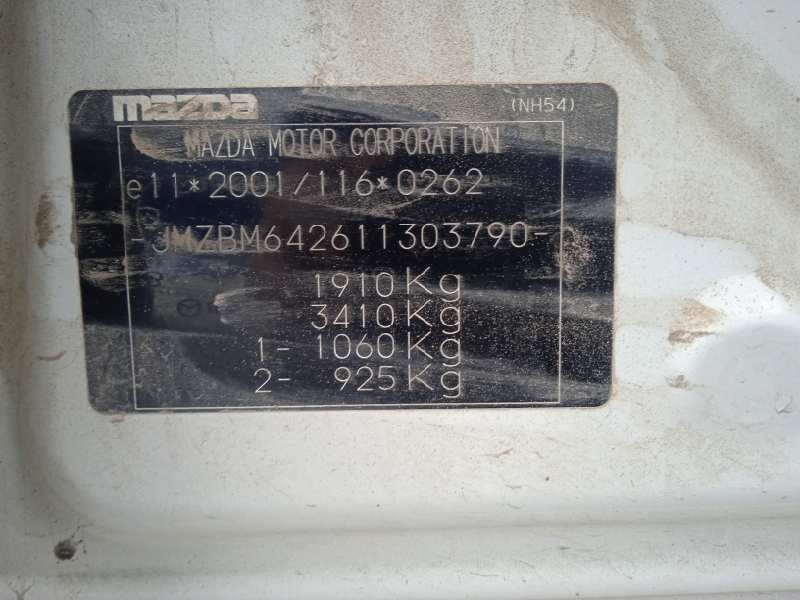 mazda (NH54)
MAZDA MOTOR CORPORATION
e11*2001/116*0262
-JMZBM642611303790-
1910Kg
3410Kg
1- 1060Kg
2- 925Kg